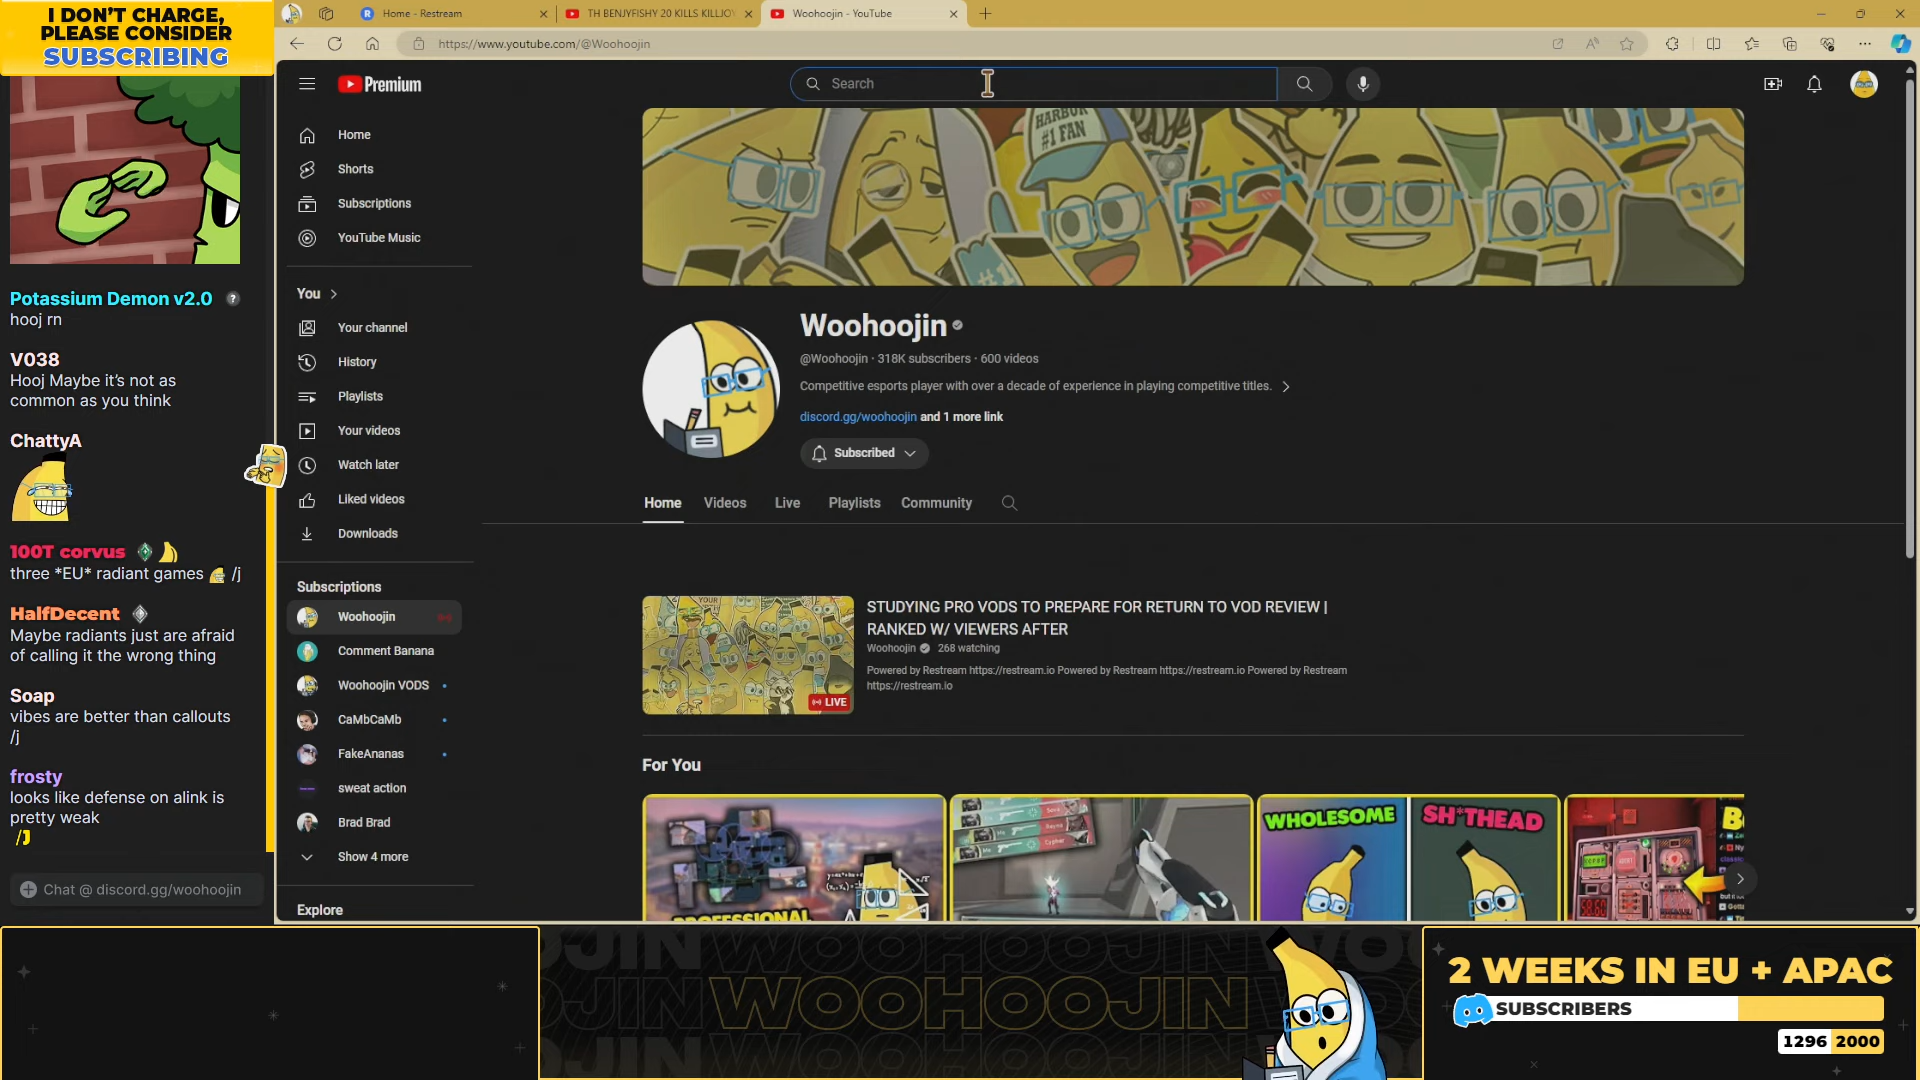 I DON'T CHARGE,
PLEASE CONSIDER
SUBSCRIBING
Home - Restream
TH BENJYFISHY 20 KILLS KILLJOY
Woohoojin - YouTube
https://www.youtube.com/@Woohoojin
Premium
Search
Home
Shorts
Subscriptions
YouTube Music
You
Your channel
History
Playlists
Your videos
Watch later
Liked videos
Downloads
Subscriptions
Woohoojin
Comment Banana
Woohoojin VODS
CaMbCaMb
FakeAnanas
sweat action
Brad Brad
Show 4 more
Explore
HARBOR
#1 FAN
#1
Woohoojin
@Woohoojin · 318K subscribers · 600 videos
Competitive esports player with over a decade of experience in playing competitive titles.
discord.gg/woohoojin and 1 more link
Subscribed
Home
Videos
Live
Playlists
Community
LIVE
STUDYING PRO VODS TO PREPARE FOR RETURN TO VOD REVIEW |
RANKED W/ VIEWERS AFTER
Woohoojin 268 watching
Powered by Restream https://restream.io Powered by Restream https://restream.io Powered by Restream
https://restream.io
For You
PROFESSIONAL
WHOLESOME
SH*THEAD
Potassium Demon v2.0 ?
hooj rn
V038
Hooj Maybe it's not as
common as you think
ChattyA
100T corvus
three *EU* radiant games /j
HalfDecent
Maybe radiants just are afraid
of calling it the wrong thing
Soap
vibes are better than callouts
/j
frosty
looks like defense on alink is
pretty weak
/J
Chat @ discord.gg/woohoojin
WOOHOOJIN
2 WEEKS IN EU + APAC
SUBSCRIBERS
1296 2000